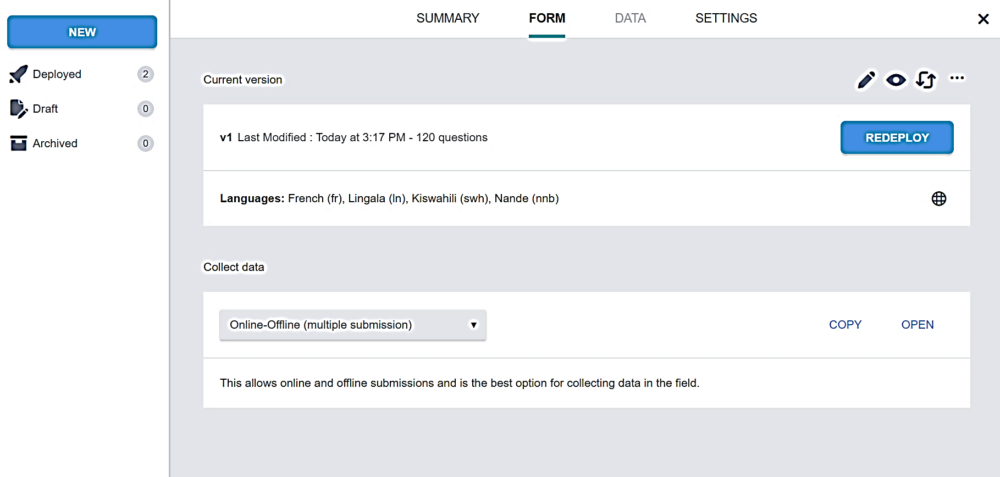 NEW
Deployed 2
Draft 0
Archived 0
SUMMARY FORM DATA SETTINGS
Current version
v1 Last Modified : Today at 3:17 PM - 120 questions
REDEPLOY
Languages: French (fr), Lingala (ln), Kiswahili (swh), Nande (nnb)
Collect data
Online-Offline (multiple submission)
COPY OPEN
This allows online and offline submissions and is the best option for collecting data in the field.